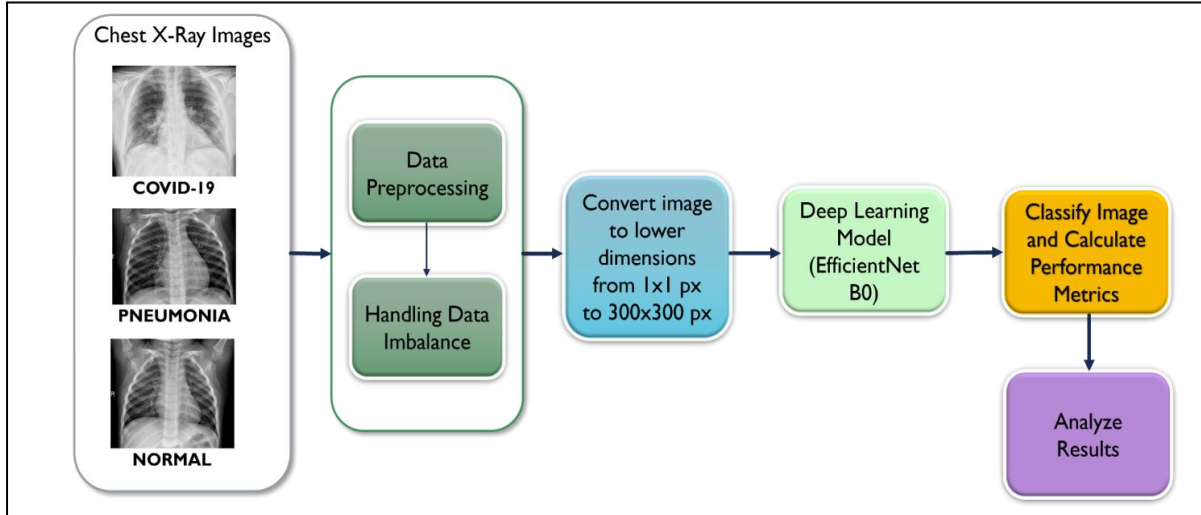 Chest X-Ray Images
COVID-19
PNEUMONIA
R
NORMAL
Data
Preprocessing
Handling Data
Imbalance
Convert image
to lower
dimensions
from 1x1 px
to 300x300 px
Deep Learning
Model
(EfficientNet
B0)
Classify Image
and Calculate
Performance
Metrics
Analyze
Results